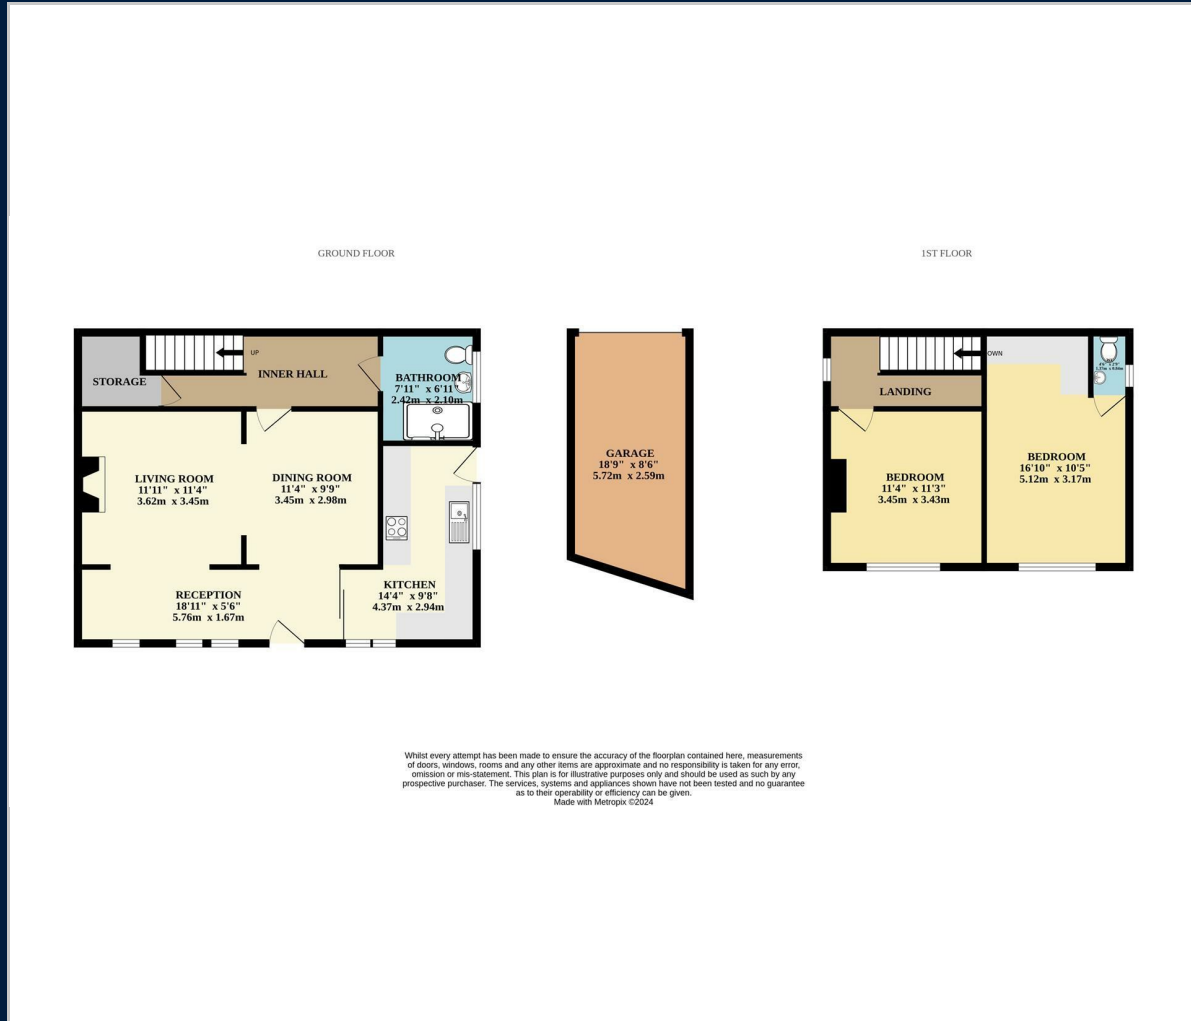 GROUND FLOOR
1ST FLOOR
UP
INNER HALL
STORAGE
BATHROOM
7'11" x 6'11"
2.42m x 2.10m
LIVING ROOM
11'11" x 11'4"
3.62m x 3.45m
DINING ROOM
11'4" x 9'9"
3.45m x 2.98m
KITCHEN
14'4" x 9'8"
4.37m x 2.94m
RECEPTION
18'11" x 5'6"
5.76m x 1.67m
GARAGE
18'9" x 8'6"
5.72m x 2.59m
OWN
LANDING
BEDROOM
11'4" x 11'3"
3.45m x 3.43m
BEDROOM
16'10" x 10'5"
5.12m x 3.17m
Whilst every attempt has been made to ensure the accuracy of the floorplan contained here, measurements
of doors, windows, rooms and any other items are approximate and no responsibility is taken for any error,
omission or mis-statement. This plan is for illustrative purposes only and should be used as such by any
prospective purchaser. The services, systems and appliances shown have not been tested and no guarantee
as to their operability or efficiency can be given.
Made with Metropix ©2024